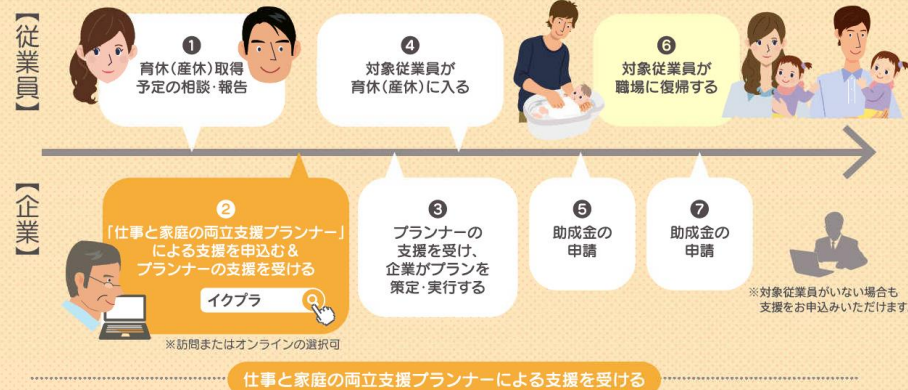 【従業員】
❶
育休(産休)取得
予定の相談・報告
❹
対象従業員が
育休(産休)に入る
❻
対象従業員が
職場に復帰する
【企業】
❷
「仕事と家庭の両立支援プランナー」
による支援を申込む&
プランナーの支援を受ける
イクプラ
※訪問またはオンラインの選択可
❸
プランナーの
支援を受け、
企業がプランを
策定・実行する
❺
助成金の
申請
❼
助成金の
申請
※対象従業員がいない場合も
支援をお申込みいただけます
仕事と家庭の両立支援プランナーによる支援を受ける